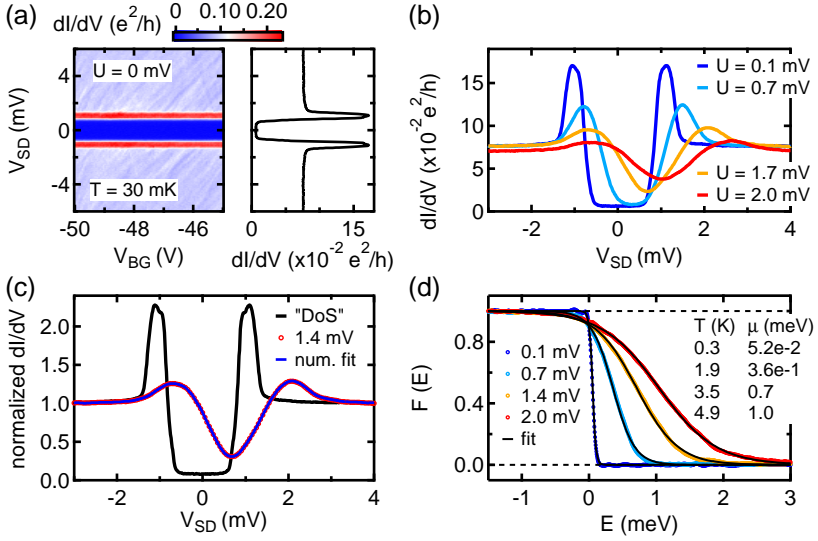 (a)
dI/dV (e²/h)
0 0.10 0.20
U = 0 mV
T = 30 mK
V_SD (mV)
4
0
-4
-50 -48 -46
V_BG (V)
0 15
dI/dV (x10⁻² e²/h)
(b)
dI/dV (x10⁻² e²/h)
15
10
5
U = 0.1 mV
U = 0.7 mV
U = 1.7 mV
U = 2.0 mV
-2 0 2 4
V_SD (mV)
(c)
normalized dI/dV
2.0
1.5
1.0
0.5
0.0
"DoS"
1.4 mV
num. fit
-2 0 2 4
V_SD (mV)
(d)
F (E)
0.8
0.4
0.0
0.1 mV
0.7 mV
1.4 mV
2.0 mV
fit
T (K) μ (meV)
0.3 5.2e-2
1.9 3.6e-1
3.5 0.7
4.9 1.0
-1 0 1 2 3
E (meV)